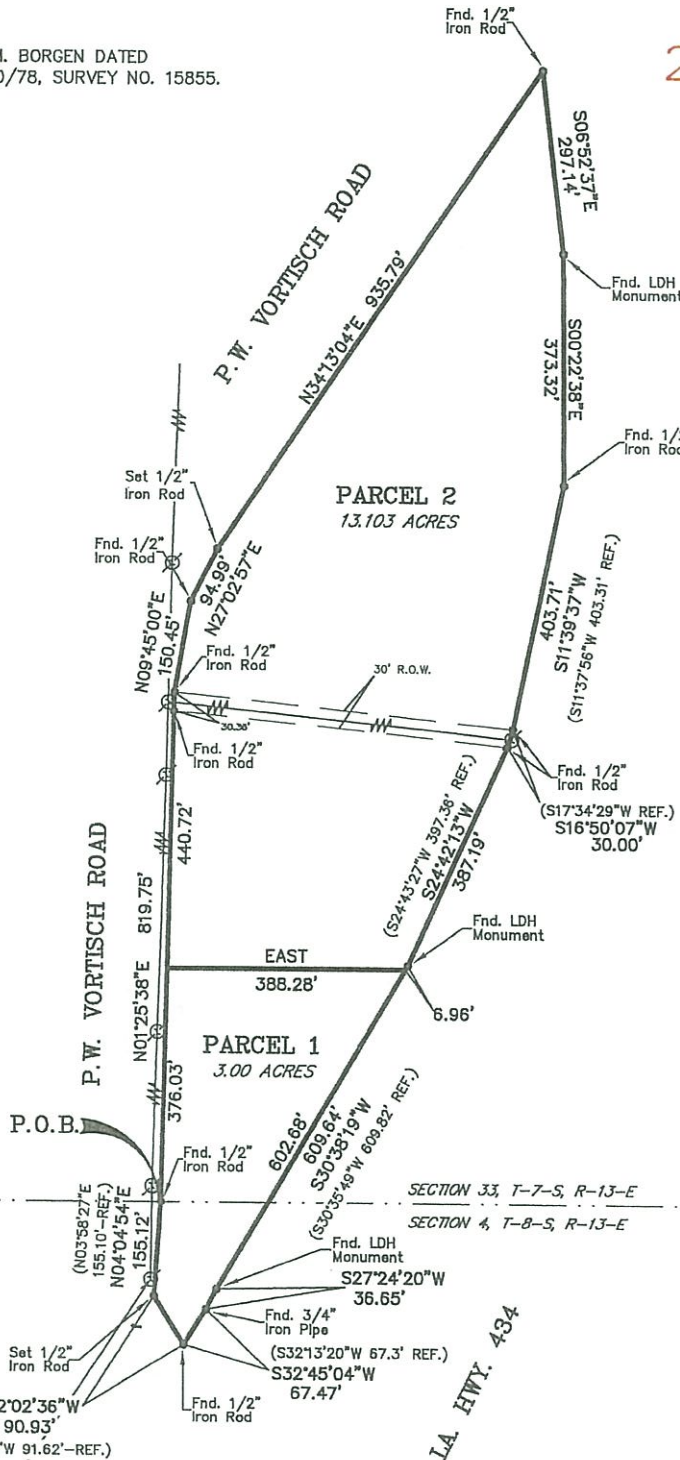 BORGEN DATED
/78, SURVEY NO. 15855.
2
Fnd. 1/2"
Iron Rod
S06°52'37"E
297.14'
P.W. VORTISCH ROAD
N34°13'04"E 935.79'
Fnd. LDH
Monument
S00°22'38"E
373.32'
Set 1/2"
Iron Rod
PARCEL 2
13.103 ACRES
Fnd. 1/2"
Iron Rod
94.99'
N27°02'57"E
N09°45'00"E
150.45'
403.71'
S11°39'37"W
(S11°37'56"W 403.31' REF.)
Fnd. 1/2"
Iron Rod
30' R.O.W.
30.38'
Fnd. 1/2"
Iron Rod
Fnd. 1/2"
Iron Rod
(S17°34'29"W REF.)
S16°50'07"W
30.00'
440.72'
(S24°43'27"W 397.36' REF.)
S24°42'13"W
387.19'
P.W. VORTISCH ROAD
N01°25'38"E 819.75'
Fnd. LDH
Monument
EAST
388.28'
6.96'
PARCEL 1
3.00 ACRES
376.03'
602.68'
609.64'
S30°38'19"W
(S30°35'49"W 609.82' REF.)
P.O.B.
Fnd. 1/2"
Iron Rod
SECTION 33, T-7-S, R-13-E
SECTION 4, T-8-S, R-13-E
(N03°58'27"E
155.10'-REF.)
N04°04'54"E
155.12'
Fnd. LDH
Monument
S27°24'20"W
36.65'
Fnd. 3/4"
Iron Pipe
(S32°13'20"W 67.3' REF.)
S32°45'04"W
67.47'
Set 1/2"
Iron Rod
Fnd. 1/2"
Iron Rod
LA. HWY. 434
2°02'36"W
90.93'
'W 91.62'-REF.)